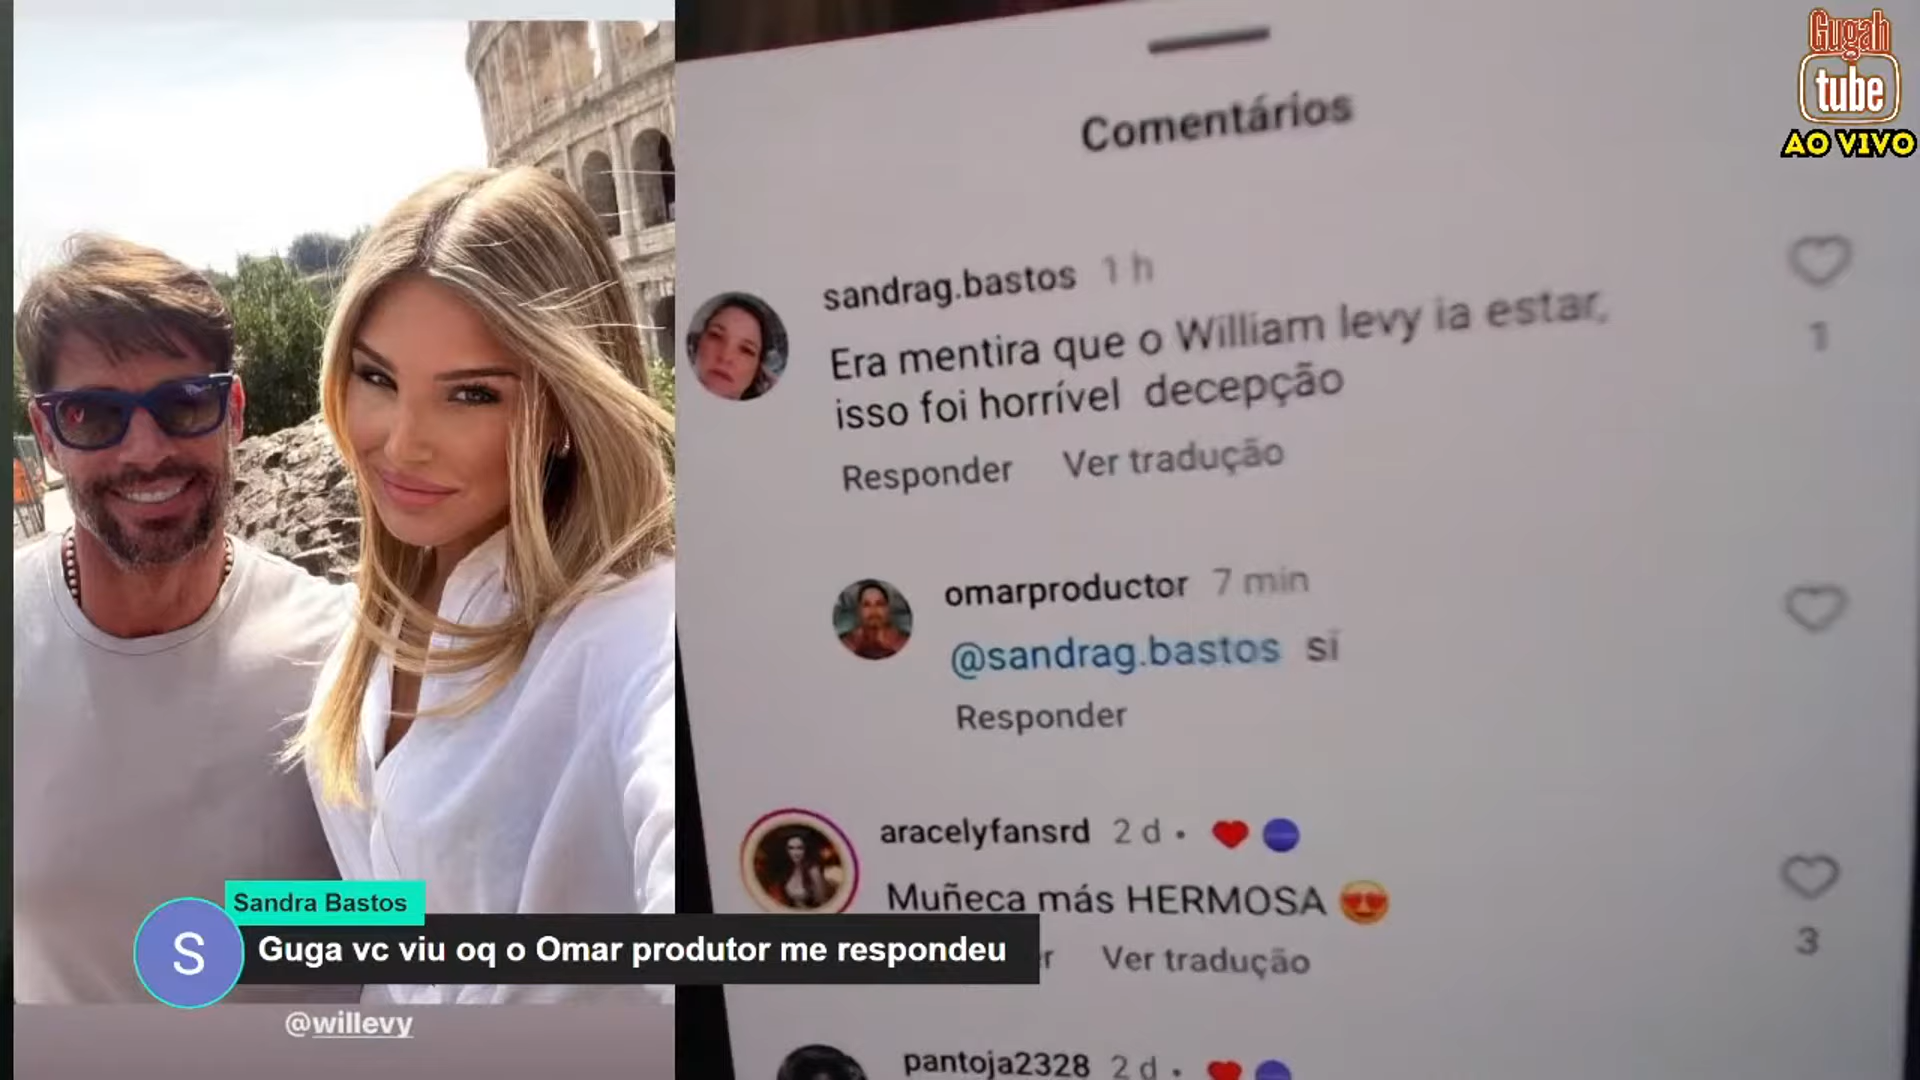 Gugah
tube
AO VIVO
Comentários
sandrag.bastos 1 h
Era mentira que o William levy ia estar,
isso foi horrível decepção
1
Responder Ver tradução
omarproductor 7 min
@sandrag.bastos si
Responder
aracelyfansrd 2 d •
Muñeca más HERMOSA 😍
3
r Ver tradução
pantoja2328 2 d •
Sandra Bastos
S
Guga vc viu oq o Omar produtor me respondeu
@willevy